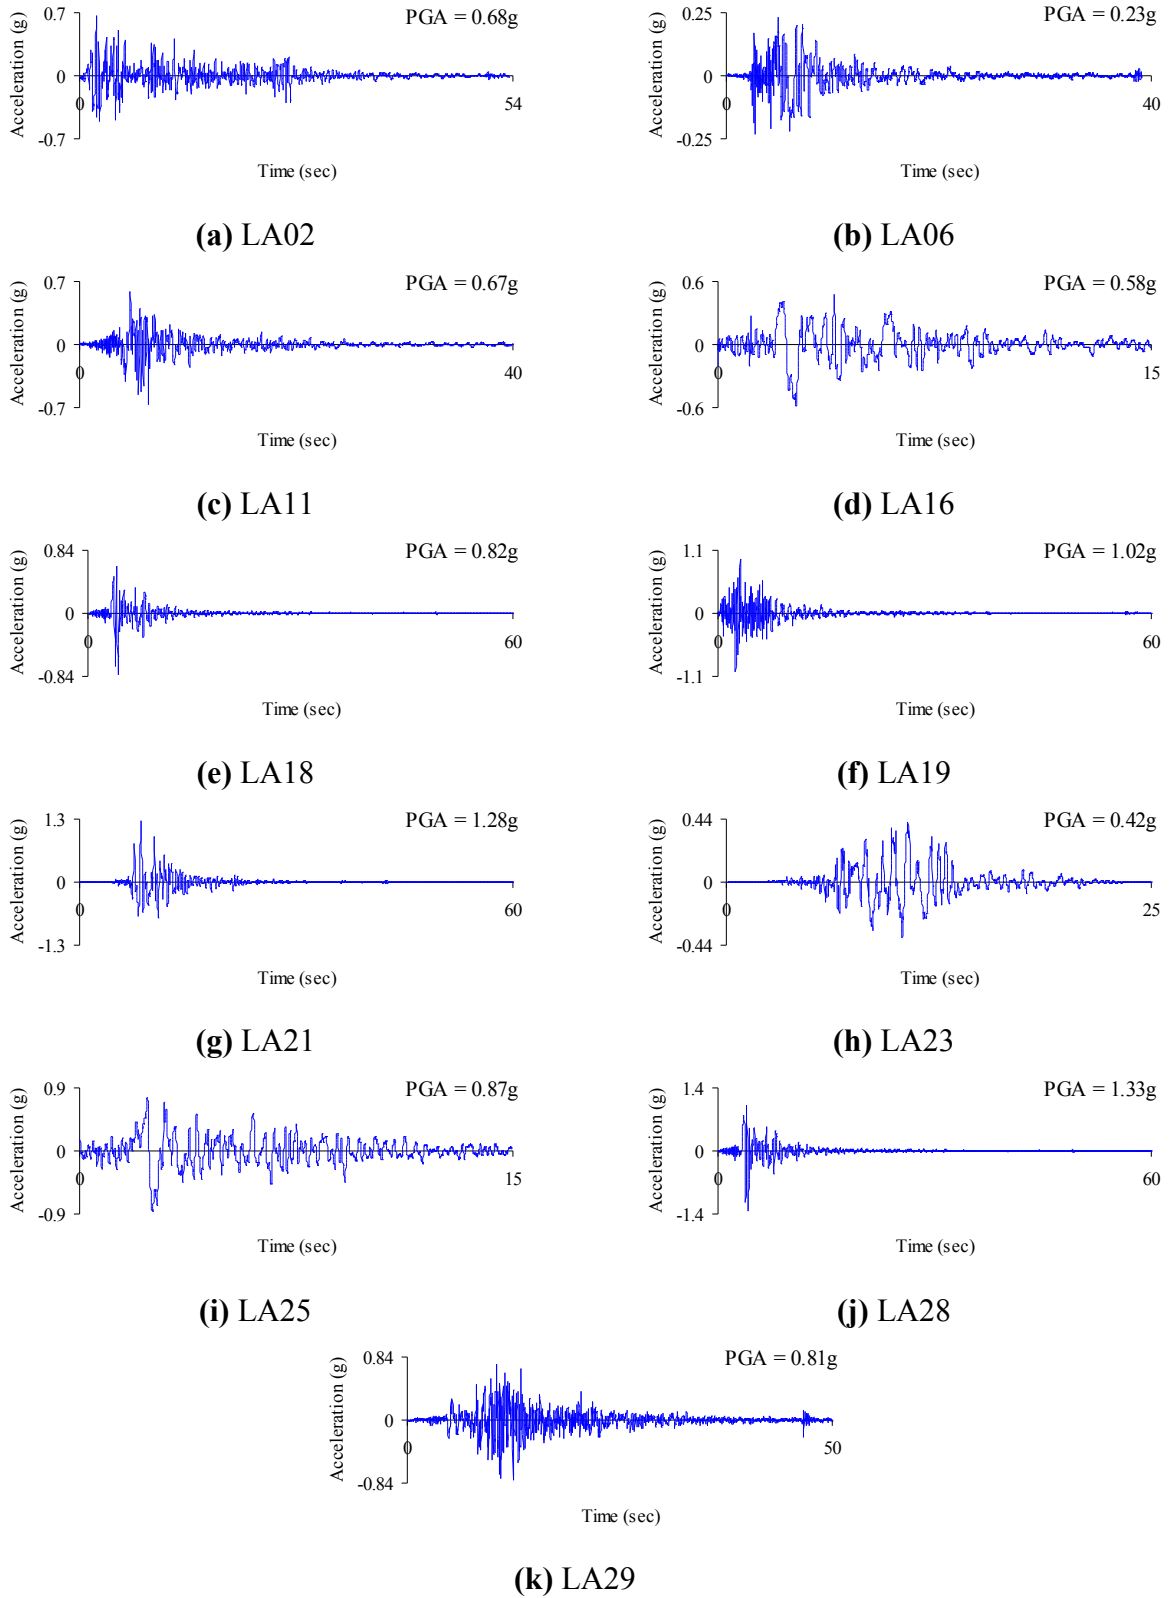 Acceleration (g)
0.7
0
-0.7
0
54
PGA = 0.68g
Time (sec)
(a) LA02
Acceleration (g)
0.25
0
-0.25
0
40
PGA = 0.23g
Time (sec)
(b) LA06
Acceleration (g)
0.7
0
-0.7
0
40
PGA = 0.67g
Time (sec)
(c) LA11
Acceleration (g)
0.6
0
-0.6
0
15
PGA = 0.58g
Time (sec)
(d) LA16
Acceleration (g)
0.84
0
-0.84
0
60
PGA = 0.82g
Time (sec)
(e) LA18
Acceleration (g)
1.1
0
-1.1
0
60
PGA = 1.02g
Time (sec)
(f) LA19
Acceleration (g)
1.3
0
-1.3
0
60
PGA = 1.28g
Time (sec)
(g) LA21
Acceleration (g)
0.44
0
-0.44
0
25
PGA = 0.42g
Time (sec)
(h) LA23
Acceleration (g)
0.9
0
-0.9
0
15
PGA = 0.87g
Time (sec)
(i) LA25
Acceleration (g)
1.4
0
-1.4
0
60
PGA = 1.33g
Time (sec)
(j) LA28
Acceleration (g)
0.84
0
-0.84
0
50
PGA = 0.81g
Time (sec)
(k) LA29